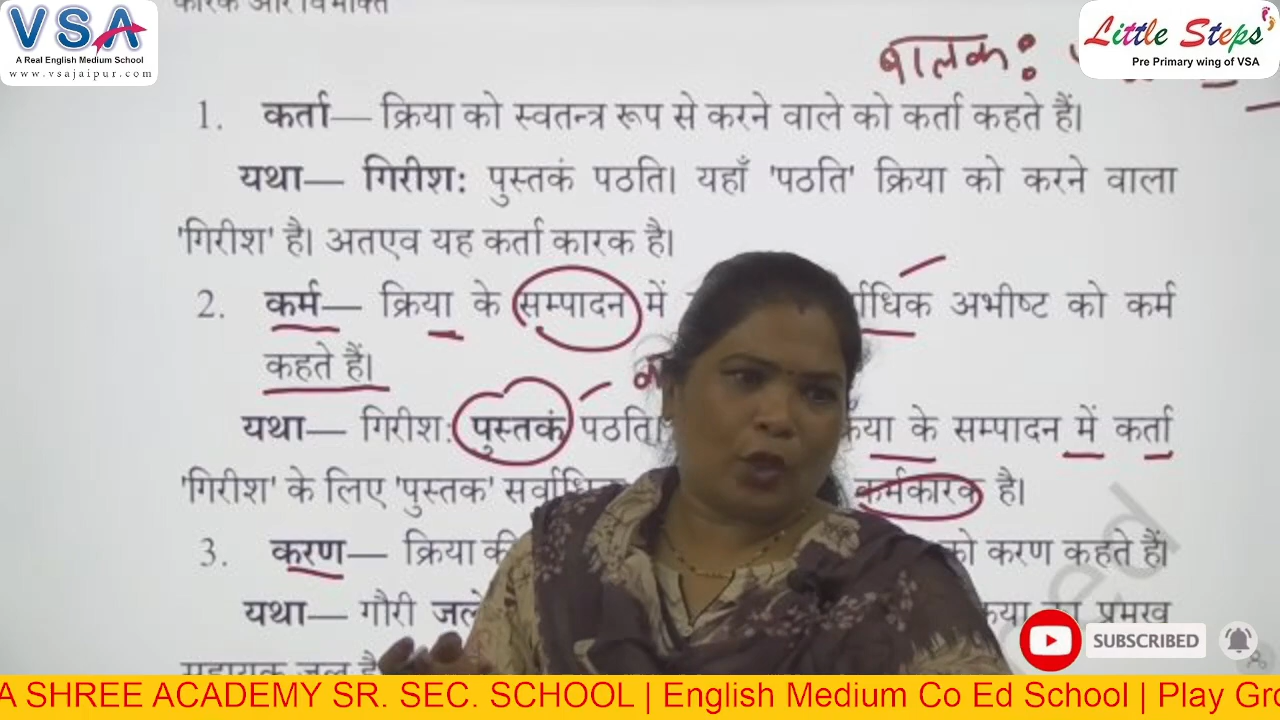 कारक और विभक्ति
VSA
A Real English Medium School
www.vsajaipur.com
Little Steps
Pre Primary wing of VSA
बालकः
1. कर्ता— क्रिया को स्वतन्त्र रूप से करने वाले को कर्ता कहते हैं।
यथा— गिरीशः पुस्तकं पठति। यहाँ 'पठति' क्रिया को करने वाला
'गिरीश' है। अतएव यह कर्ता कारक है।
2. कर्म— क्रिया के सम्पादन में अभीष्ट को कर्म
कहते हैं।
यथा— गिरीशः पुस्तकं पठति। के सम्पादन में कर्ता
'गिरीश' के लिए 'पुस्तक' कर्मकारक है।
3. करण— क्रिया की को करण कहते हैं।
यथा— गौरी
SUBSCRIBED
A SHREE ACADEMY SR. SEC. SCHOOL | English Medium Co Ed School | Play